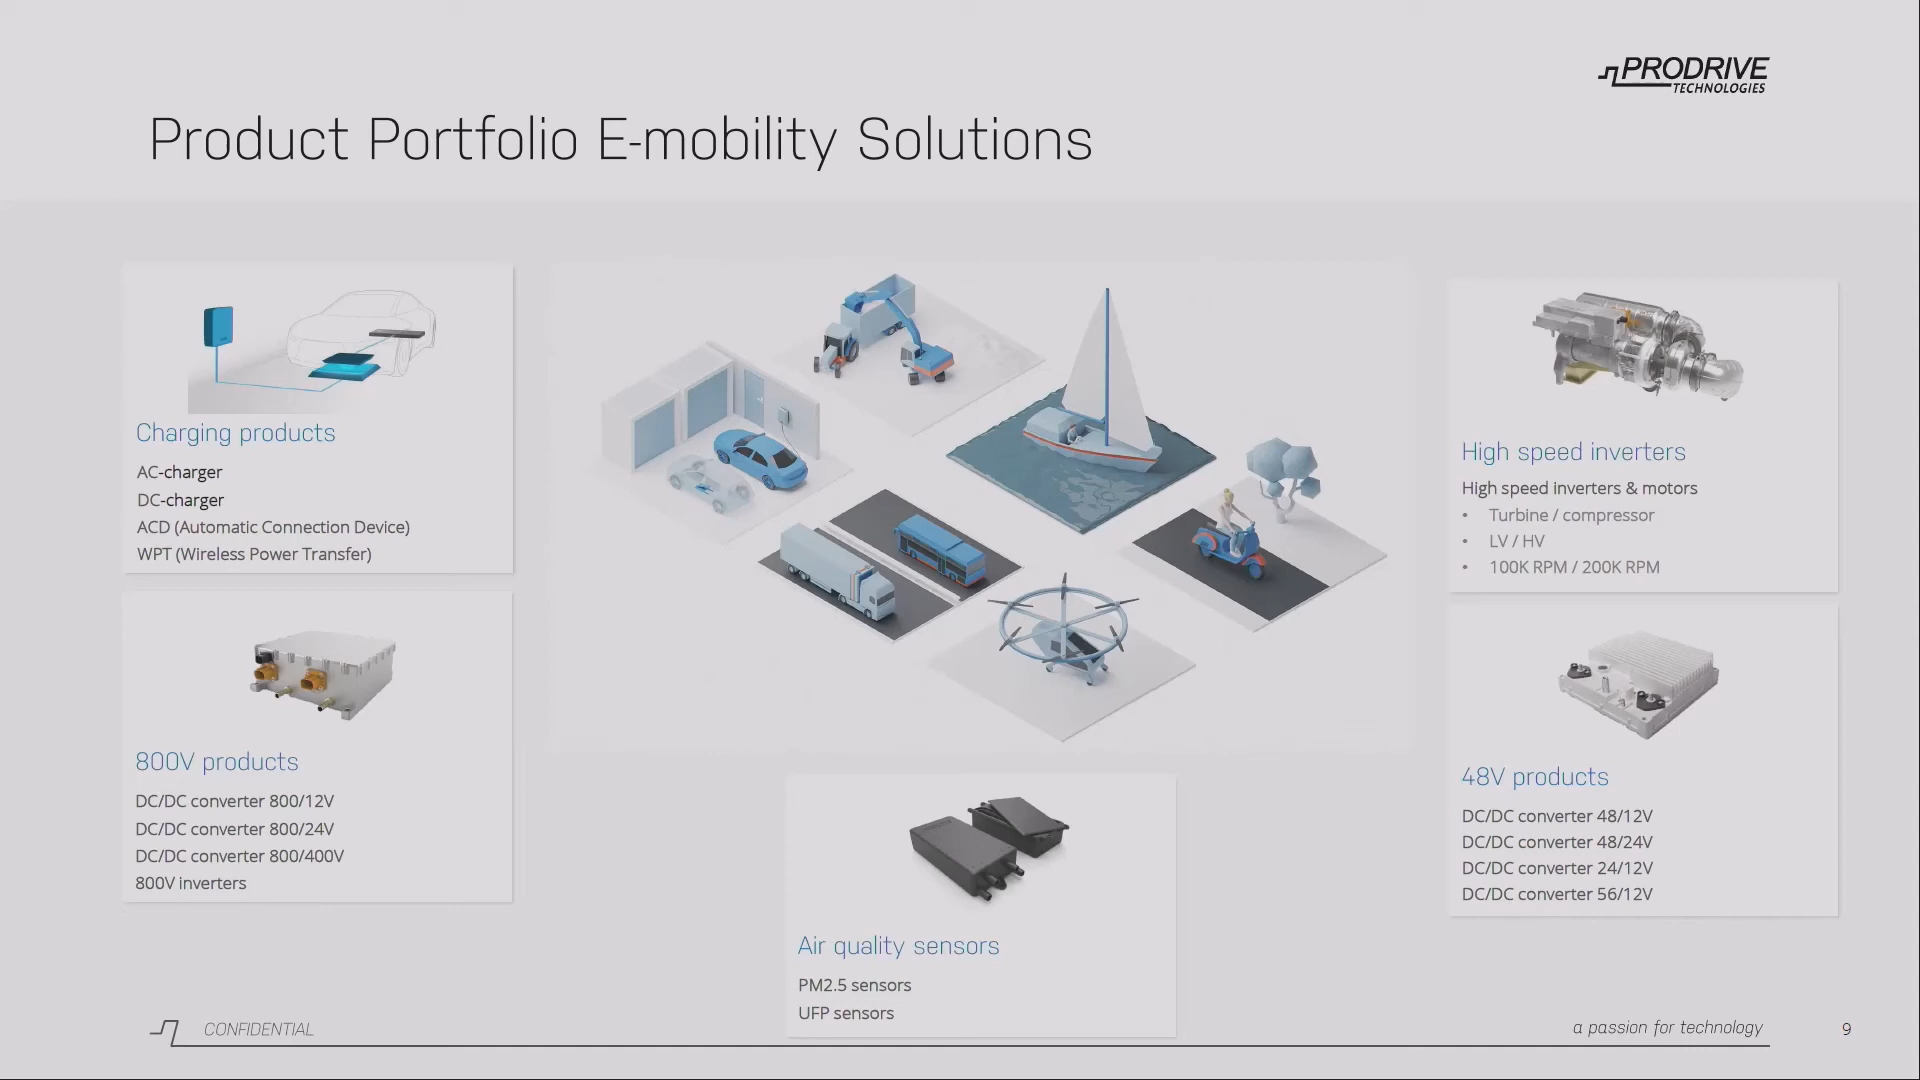 PRODRIVE
TECHNOLOGIES
Product Portfolio E-mobility Solutions
Charging products
AC-charger
DC-charger
ACD (Automatic Connection Device)
WPT (Wireless Power Transfer)
800V products
DC/DC converter 800/12V
DC/DC converter 800/24V
DC/DC converter 800/400V
800V inverters
Air quality sensors
PM2.5 sensors
UFP sensors
High speed inverters
High speed inverters & motors
• Turbine / compressor
• LV / HV
• 100K RPM / 200K RPM
48V products
DC/DC converter 48/12V
DC/DC converter 48/24V
DC/DC converter 24/12V
DC/DC converter 56/12V
CONFIDENTIAL
a passion for technology
9